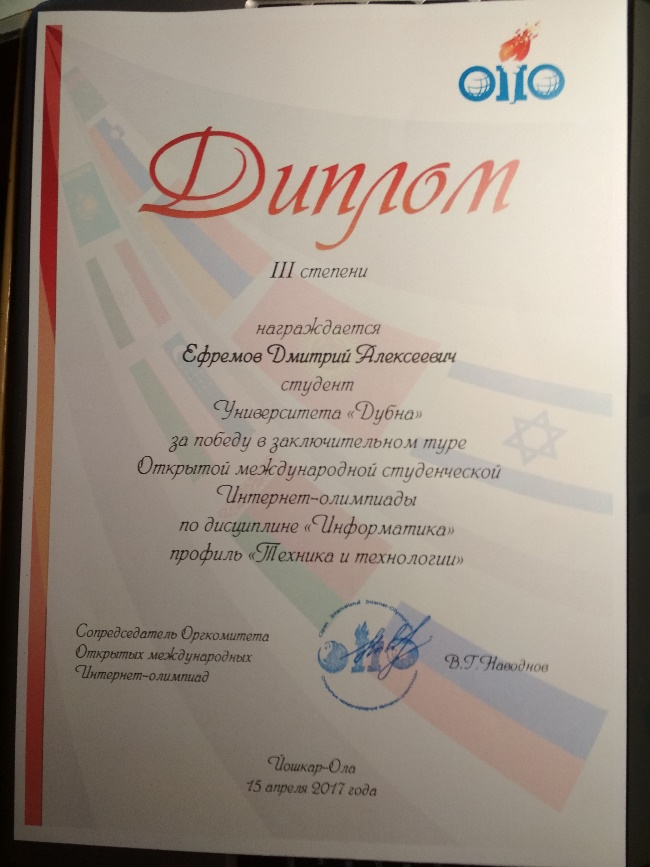 ОІІО
Диплом
III степени
награждается
Ефремов Дмитрий Алексеевич
студент
Университета «Дубна»
за победу в заключительном туре
Открытой международной студенческой
Интернет-олимпиады
по дисциплине «Информатика»
профиль «Техника и технологии»
Сопредседатель Оргкомитета
Открытых международных
Интернет-олимпиад
В.Г. Наводнов
Йошкар-Ола
15 апреля 2017 года